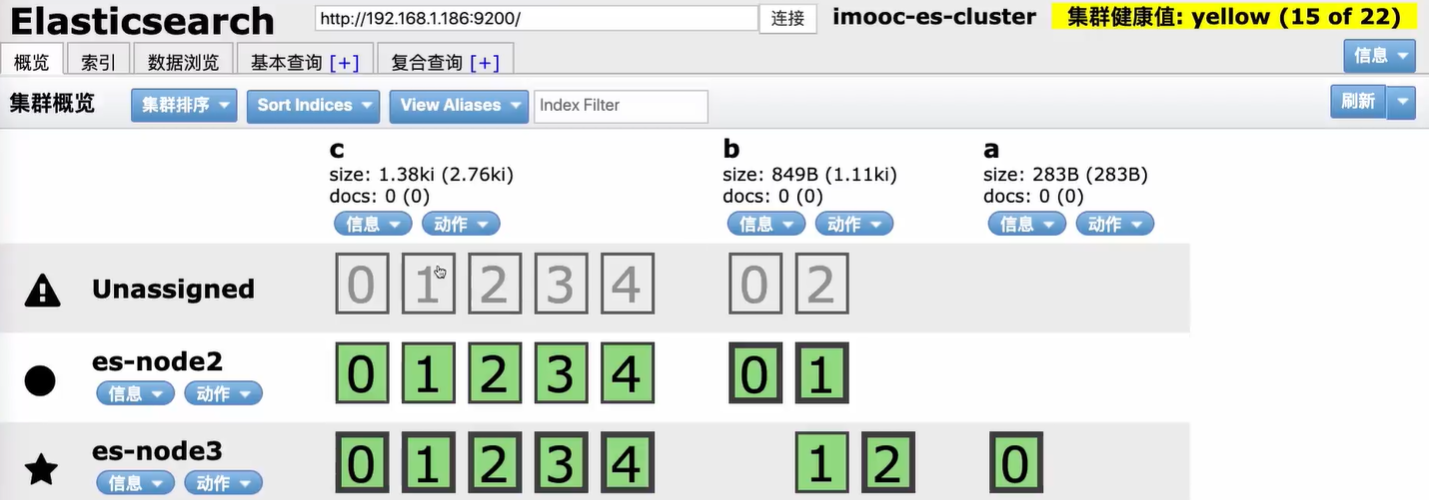 Elasticsearch http://192.168.1.186:9200/ 连接 imooc-es-cluster 集群健康值: yellow (15 of 22)
概览 索引 数据浏览 基本查询 [+] 复合查询 [+] 信息
集群概览 集群排序 Sort Indices View Aliases Index Filter 刷新
c b a
size: 1.38ki (2.76ki) size: 849B (1.11ki) size: 283B (283B)
docs: 0 (0) docs: 0 (0) docs: 0 (0)
信息 动作 信息 动作 信息 动作
Unassigned 0 1 2 3 4 0 2
es-node2 0 1 2 3 4 0 1
信息 动作
es-node3 0 1 2 3 4 1 2 0
信息 动作